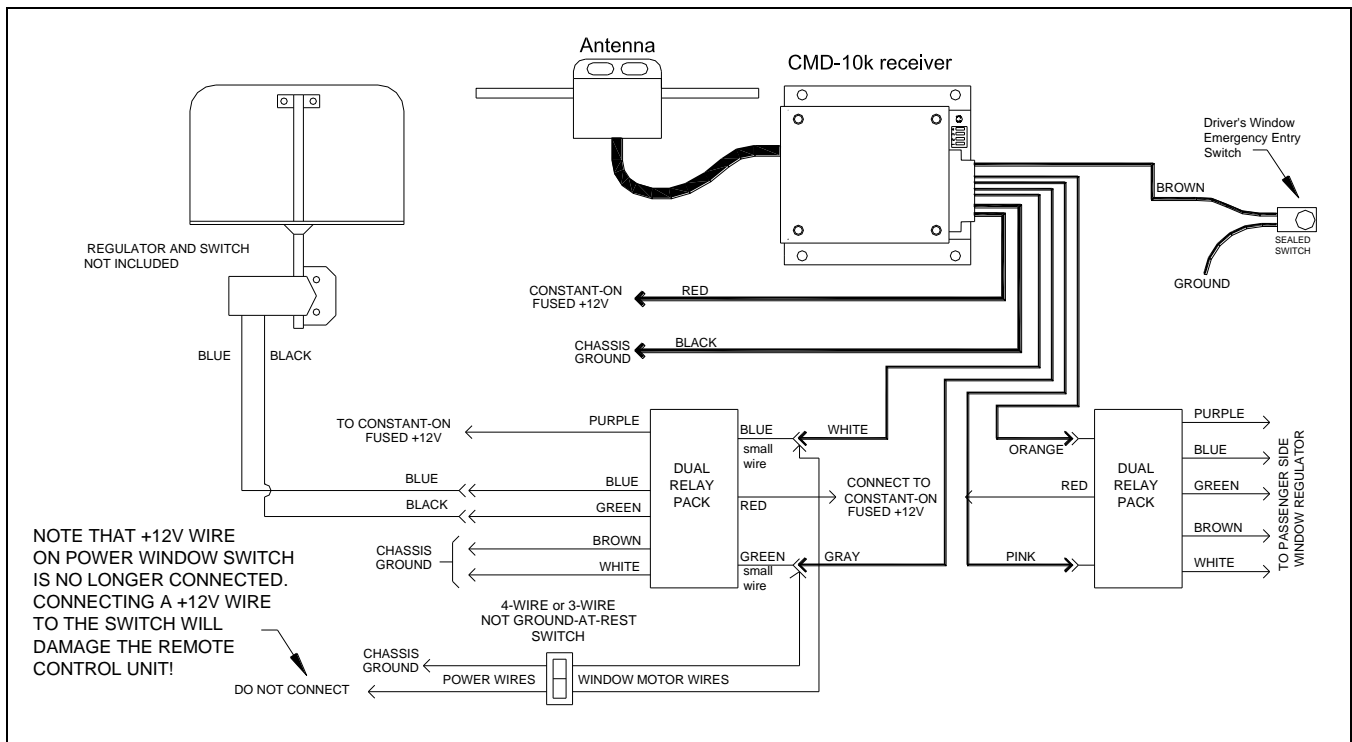 Antenna
CMD-10k receiver
Driver's Window
Emergency Entry
Switch
BROWN
SEALED
SWITCH
GROUND
REGULATOR AND SWITCH
NOT INCLUDED
CONSTANT-ON
FUSED +12V
RED
CHASSIS
GROUND
BLACK
BLUE
BLACK
TO CONSTANT-ON
FUSED +12V
PURPLE
BLUE
small
wire
WHITE
ORANGE
PURPLE
BLUE
BLUE
BLACK
GREEN
DUAL
RELAY
PACK
RED
CONNECT TO
CONSTANT-ON
FUSED +12V
RED
DUAL
RELAY
PACK
BLUE
GREEN
BROWN
WHITE
TO PASSENGER SIDE
WINDOW REGULATOR
CHASSIS
GROUND
BROWN
WHITE
GREEN
small
wire
GRAY
PINK
NOTE THAT +12V WIRE
ON POWER WINDOW SWITCH
IS NO LONGER CONNECTED.
CONNECTING A +12V WIRE
TO THE SWITCH WILL
DAMAGE THE REMOTE
CONTROL UNIT!
4-WIRE or 3-WIRE
NOT GROUND-AT-REST
SWITCH
CHASSIS
GROUND
POWER WIRES
WINDOW MOTOR WIRES
DO NOT CONNECT